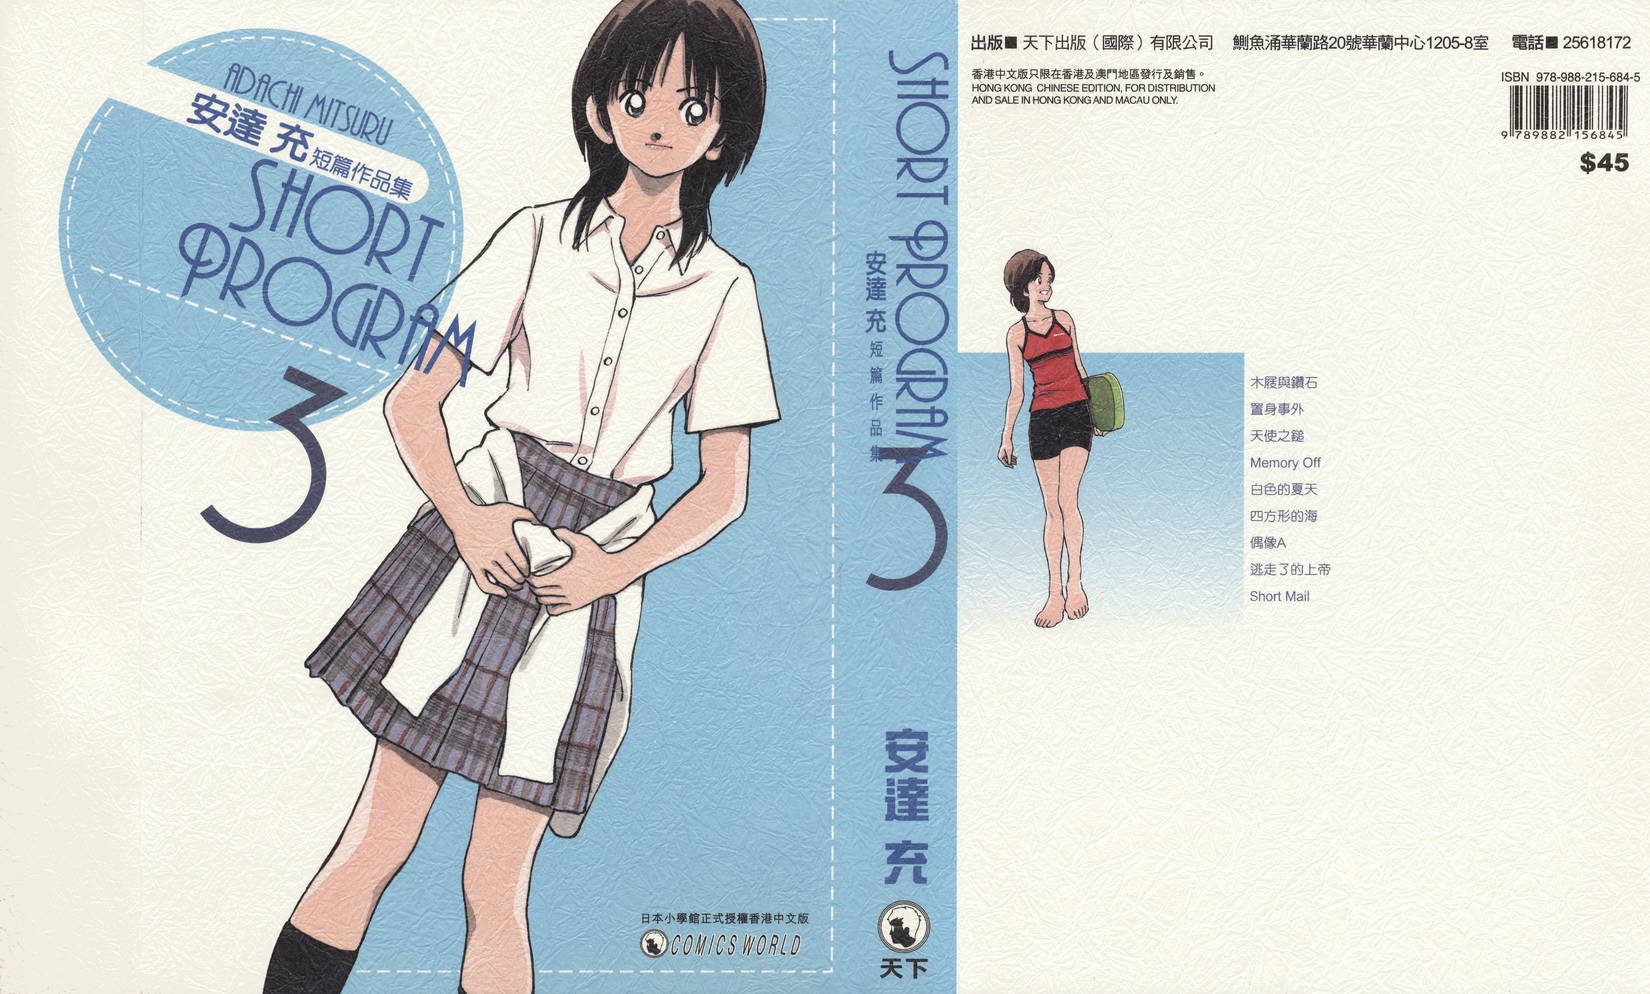 ADACHI MITSURU
安達 充 短篇作品集
SHORT
PROGRAM
3
日本小學館正式授權香港中文版
COMICS WORLD
SHORT PROGRAM
安達充短篇作品集
3
安達 充
天下
出版■ 天下出版（國際）有限公司 鰂魚涌華蘭路20號華蘭中心1205-8室 電話■ 25618172
香港中文版只限在香港及澳門地區發行及銷售。
HONG KONG CHINESE EDITION, FOR DISTRIBUTION
AND SALE IN HONG KONG AND MACAU ONLY.
ISBN 978-988-215-684-5
9 789882 156845
$45
木屐與鑽石
置身事外
天使之鎚
Memory Off
白色的夏天
四方形的海
偶像A
逃走了的上帝
Short Mail